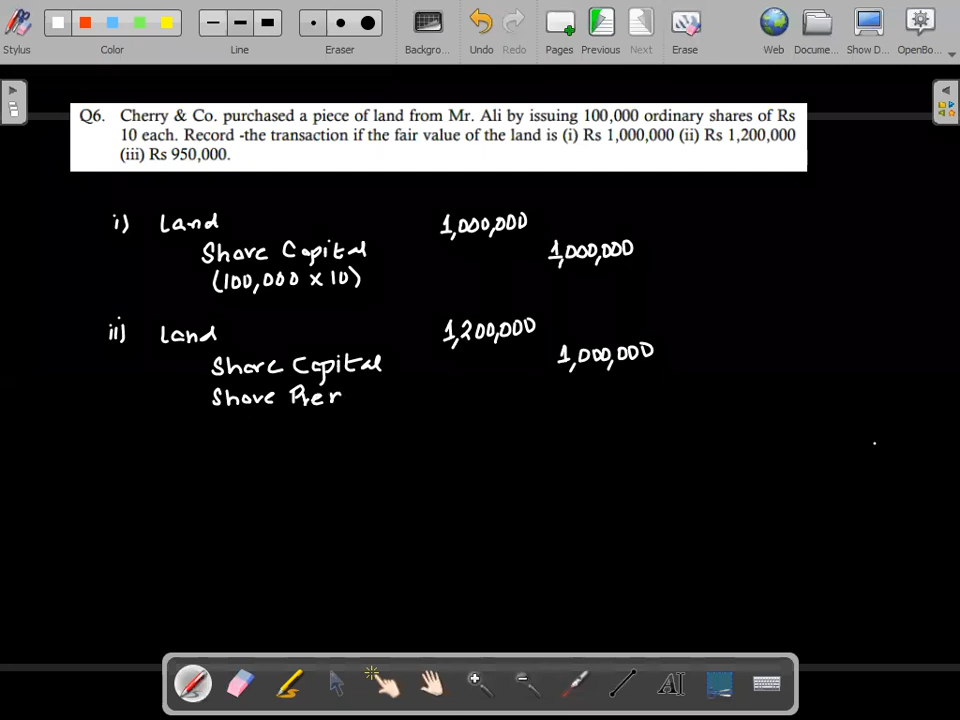 Stylus
Color
Line
Eraser
Backgro...
Undo
Redo
Pages
Previous
Next
Erase
Web
Docume...
Show D...
OpenBo...
Q6. Cherry & Co. purchased a piece of land from Mr. Ali by issuing 100,000 ordinary shares of Rs
10 each. Record -the transaction if the fair value of the land is (i) Rs 1,000,000 (ii) Rs 1,200,000
(iii) Rs 950,000.
i) Land 1,000,000
Share Capital 1,000,000
(100,000 x 10)
ii) Land 1,200,000
Share Capital 1,000,000
Share Prer
AI